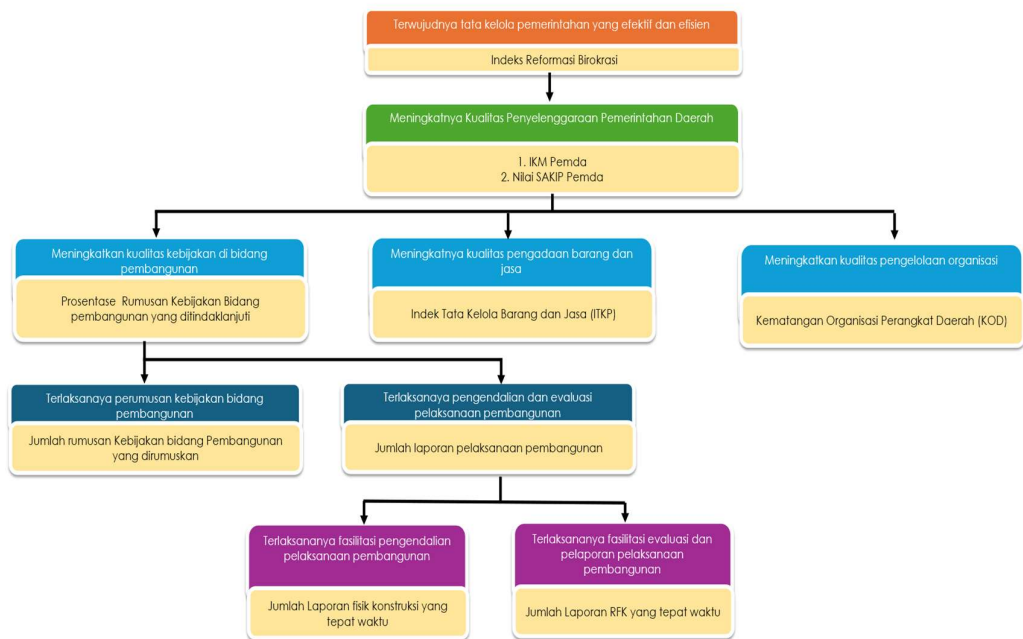 Terwujudnya tata kelola pemerintahan yang efektif dan efisien
Indeks Reformasi Birokrasi
Meningkatnya Kualitas Penyelenggaraan Pemerintahan Daerah
1. IKM Pemda
2. Nilai SAKIP Pemda
Meningkatkan kualitas kebijakan di bidang
pembangunan
Prosentase Rumusan Kebijakan Bidang
pembangunan yang ditindaklanjuti
Meningkatnya kualitas pengadaan barang dan
jasa
Indek Tata Kelola Barang dan Jasa (ITKP)
Meningkatkan kualitas pengelolaan organisasi
Kematangan Organisasi Perangkat Daerah (KOD)
Terlaksanaya perumusan kebijakan bidang
pembangunan
Jumlah rumusan Kebijakan bidang Pembangunan
yang dirumuskan
Terlaksanaya pengendalian dan evaluasi
pelaksanaan pembangunan
Jumlah laporan pelaksanaan pembangunan
Terlaksananya fasilitasi pengendalian
pelaksanaan pembangunan
Jumlah Laporan fisik konstruksi yang
tepat waktu
Terlaksananya fasilitasi evaluasi dan
pelaporan pelaksanaan
pembangunan
Jumlah Laporan RFK yang tepat waktu